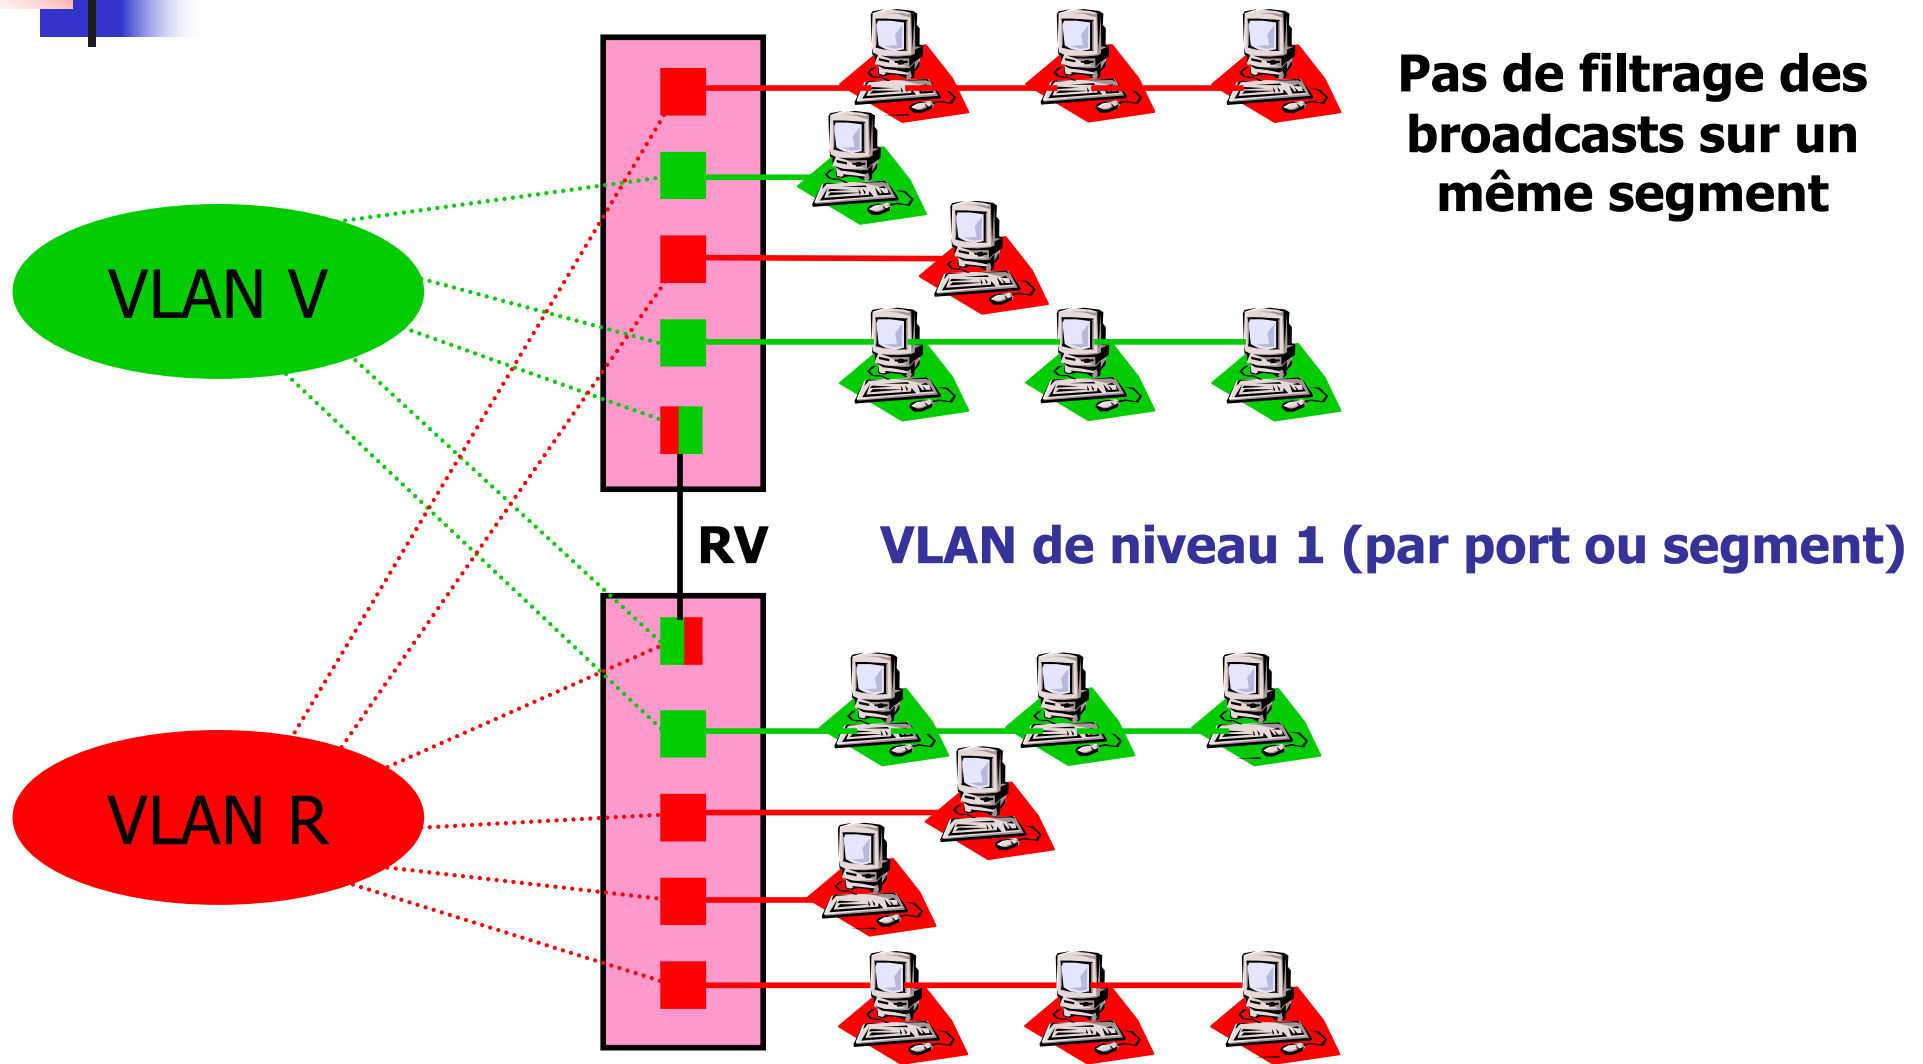 Pas de filtrage des
broadcasts sur un
même segment
VLAN V
RV
VLAN de niveau 1 (par port ou segment)
VLAN R